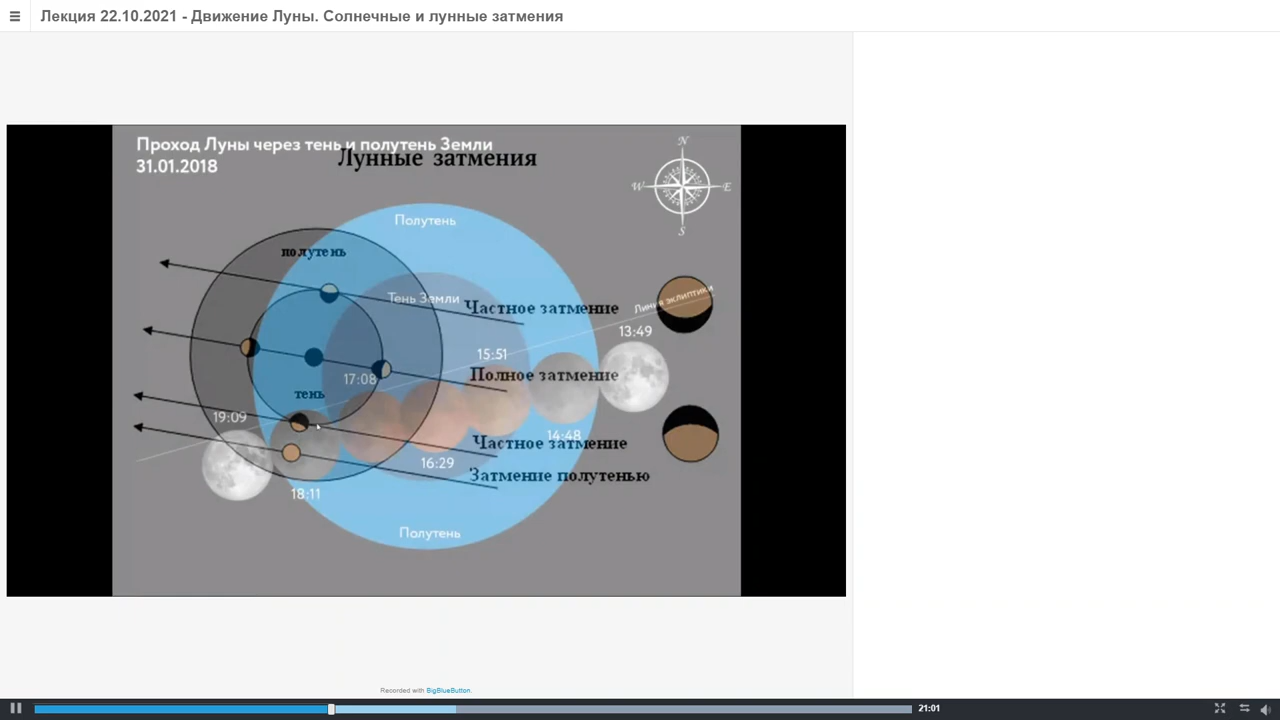 Лекция 22.10.2021 - Движение Луны. Солнечные и лунные затмения
Проход Луны через тень и полутень Земли
31.01.2018
Лунные затмения
N
W
E
S
Полутень
полутень
Тень Земли
Частное затмение
Линия эклиптики
13:49
15:51
17:08
Полное затмение
тень
19:09
14:48
Частное затмение
16:29
Затмение полутенью
18:11
Полутень
Recorded with BigBlueButton.
21:01